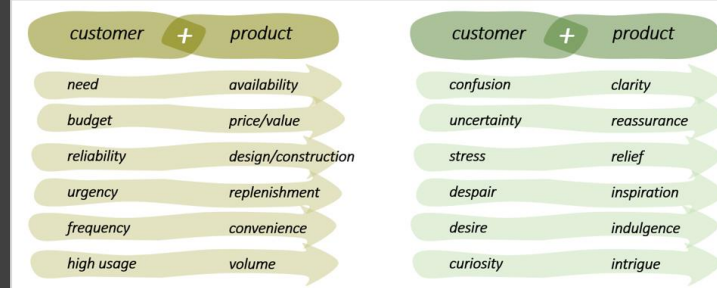 customer + product
need availability
budget price/value
reliability design/construction
urgency replenishment
frequency convenience
high usage volume
customer + product
confusion clarity
uncertainty reassurance
stress relief
despair inspiration
desire indulgence
curiosity intrigue